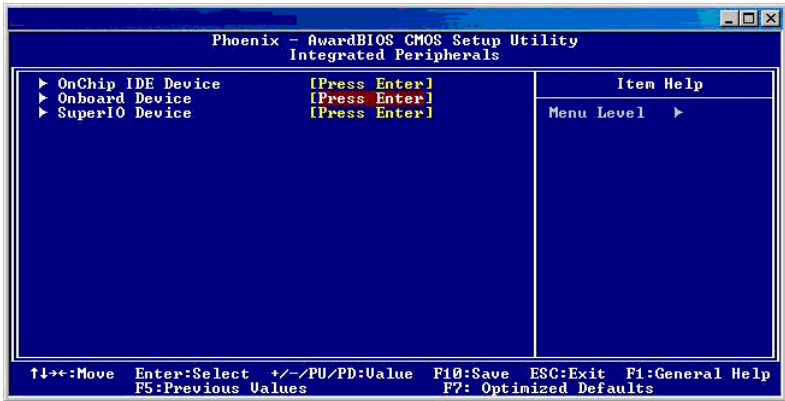 Phoenix - AwardBIOS CMOS Setup Utility
Integrated Peripherals
► OnChip IDE Device [Press Enter]
► Onboard Device [Press Enter]
► SuperIO Device [Press Enter]
Item Help
Menu Level ►
↑↓→←:Move Enter:Select +/-/PU/PD:Value F10:Save ESC:Exit F1:General Help
F5:Previous Values F7: Optimized Defaults